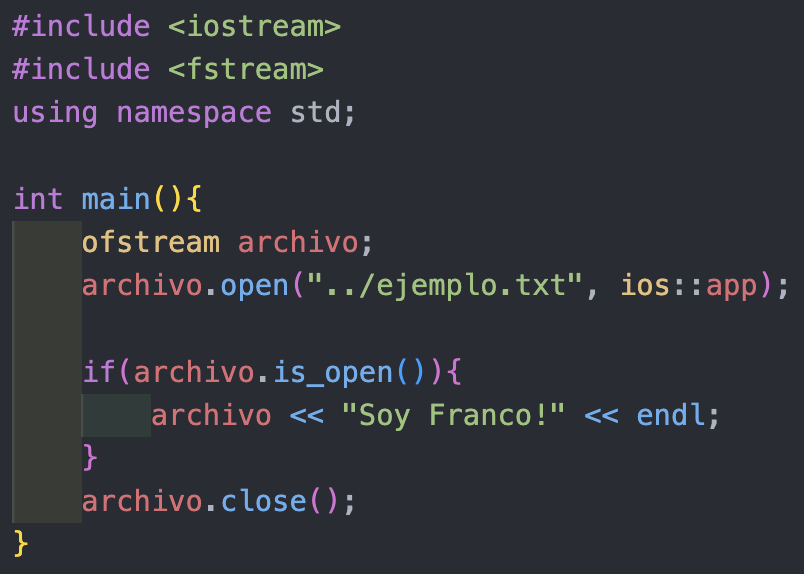 #include <iostream>
#include <fstream>
using namespace std;
int main(){
ofstream archivo;
archivo.open("../ejemplo.txt", ios::app);
if(archivo.is_open()){
archivo << "Soy Franco!" << endl;
}
archivo.close();
}